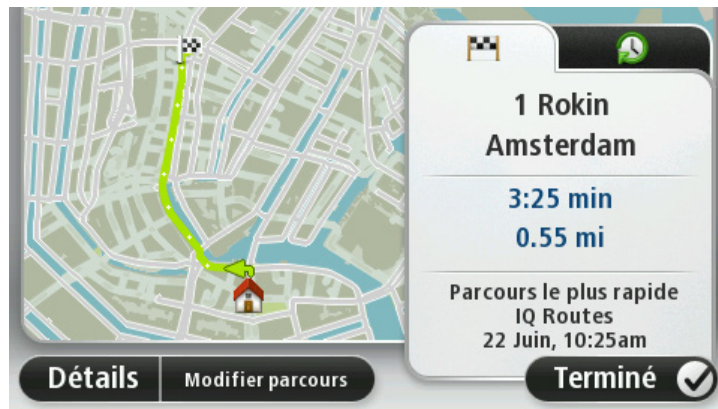 1 Rokin
Amsterdam
3:25 min
0.55 mi
Parcours le plus rapide
IQ Routes
22 Juin, 10:25am
Détails
Modifier parcours
Terminé